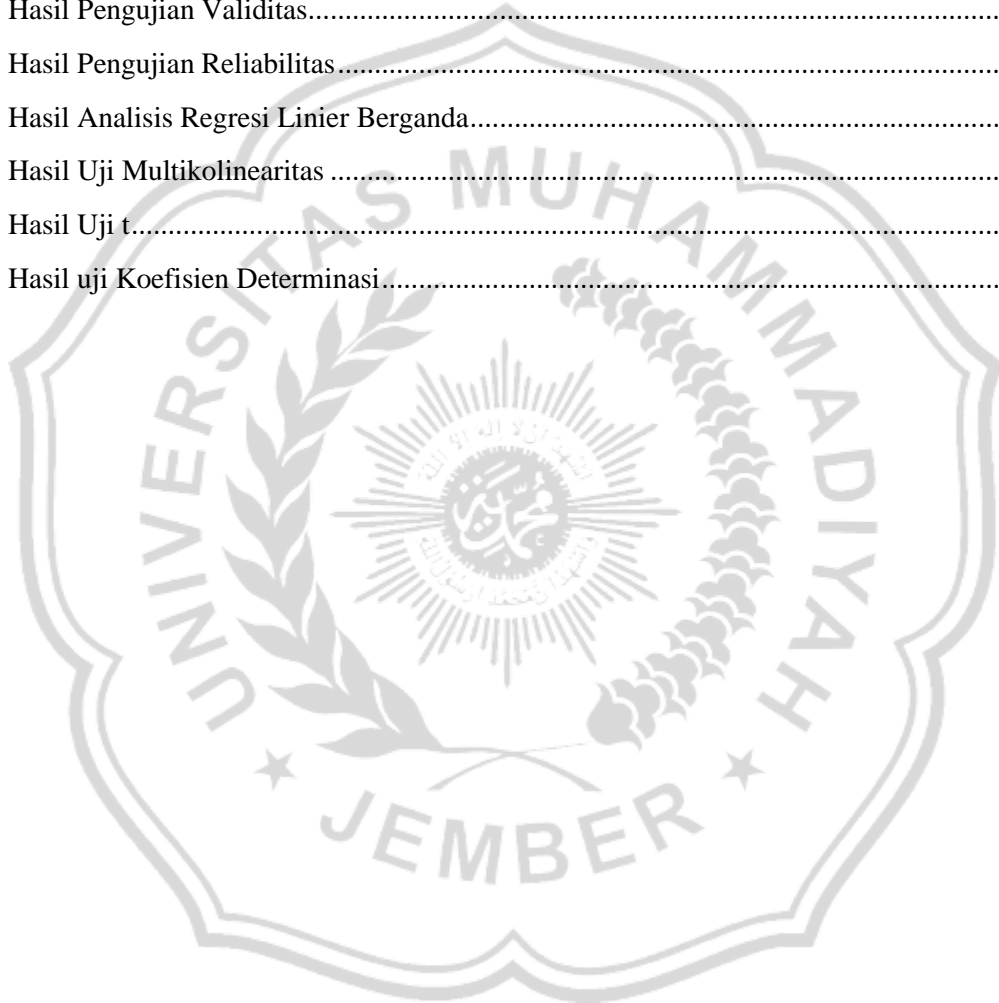 Hasil Pengujian Validitas....................................................................................................
Hasil Pengujian Reliabilitas....................................................................................................
Hasil Analisis Regresi Linier Berganda....................................................................................
Hasil Uji Multikolinearitas ....................................................................................................
Hasil Uji t....................................................................................................
Hasil uji Koefisien Determinasi....................................................................................................
UNIVERSITAS MUHAMMADIYAH
JEMBER